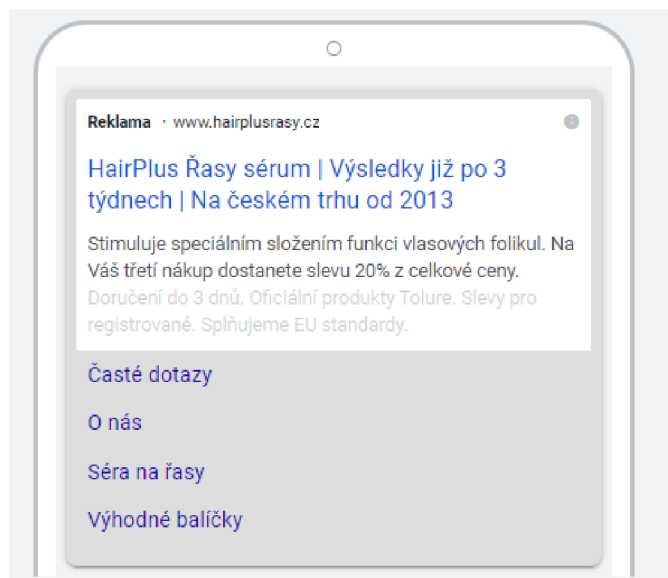 Reklama · www.hairplusrasy.cz
HairPlus Řasy sérum | Výsledky již po 3
týdnech | Na českém trhu od 2013
Stimuluje speciálním složením funkci vlasových folikul. Na
Váš třetí nákup dostanete slevu 20% z celkové ceny.
Doručení do 3 dnů. Oficiální produkty Tolure. Slevy pro
registrované. Splňujeme EU standardy.
Časté dotazy
O nás
Séra na řasy
Výhodné balíčky